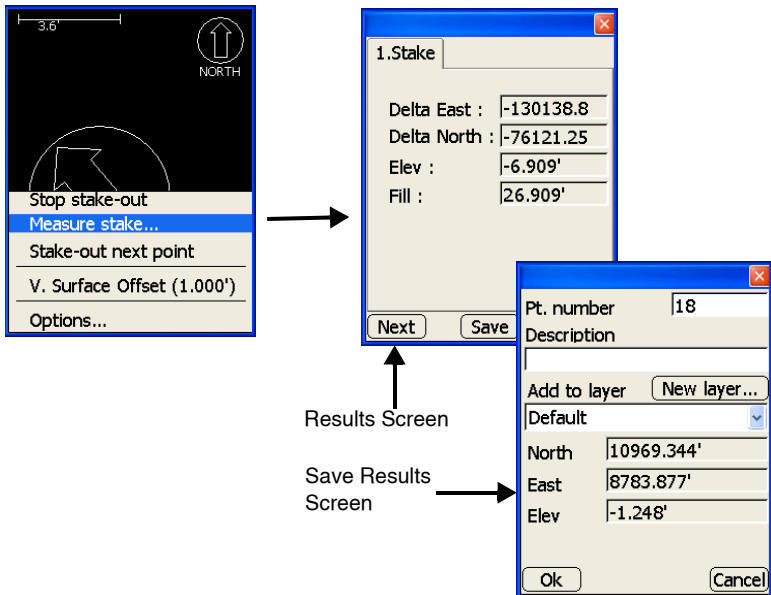 3.6'
NORTH
Stop stake-out
Measure stake...
Stake-out next point
V. Surface Offset (1.000')
Options...
1.Stake
Delta East : -130138.8
Delta North : -76121.25
Elev : -6.909'
Fill : 26.909'
Next Save
Results Screen
Pt. number 18
Description
Add to layer New layer...
Default
North 10969.344'
East 8783.877'
Elev -1.248'
Ok Cancel
Save Results
Screen